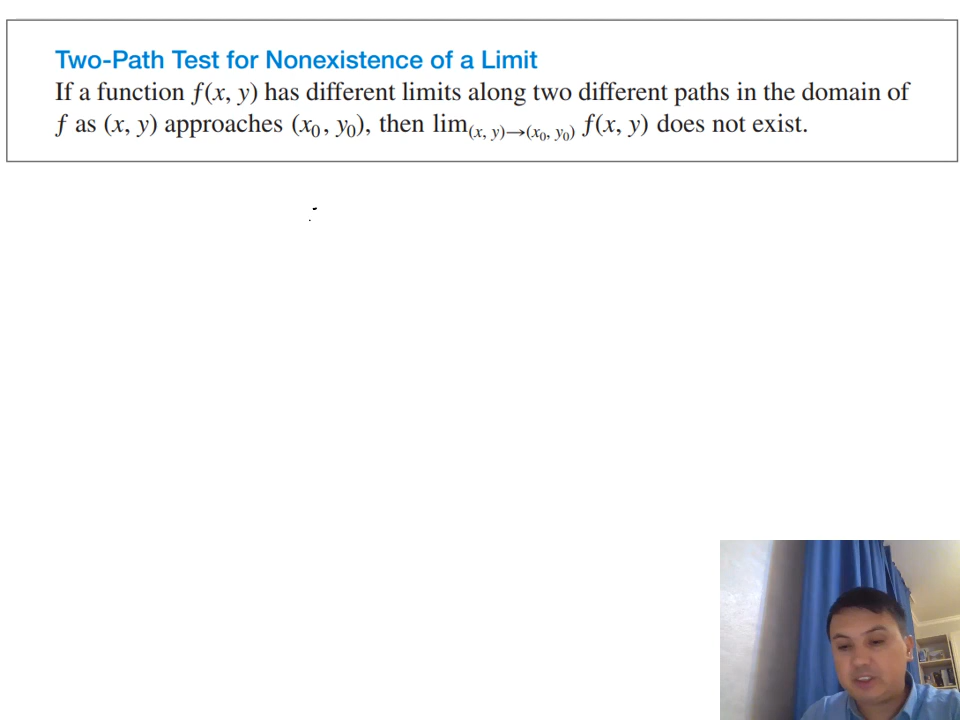 Two-Path Test for Nonexistence of a Limit
If a function f(x, y) has different limits along two different paths in the domain of
f as (x, y) approaches (x₀, y₀), then lim₍ₓ, y₎→₍ₓ₀, y₀₎ f(x, y) does not exist.